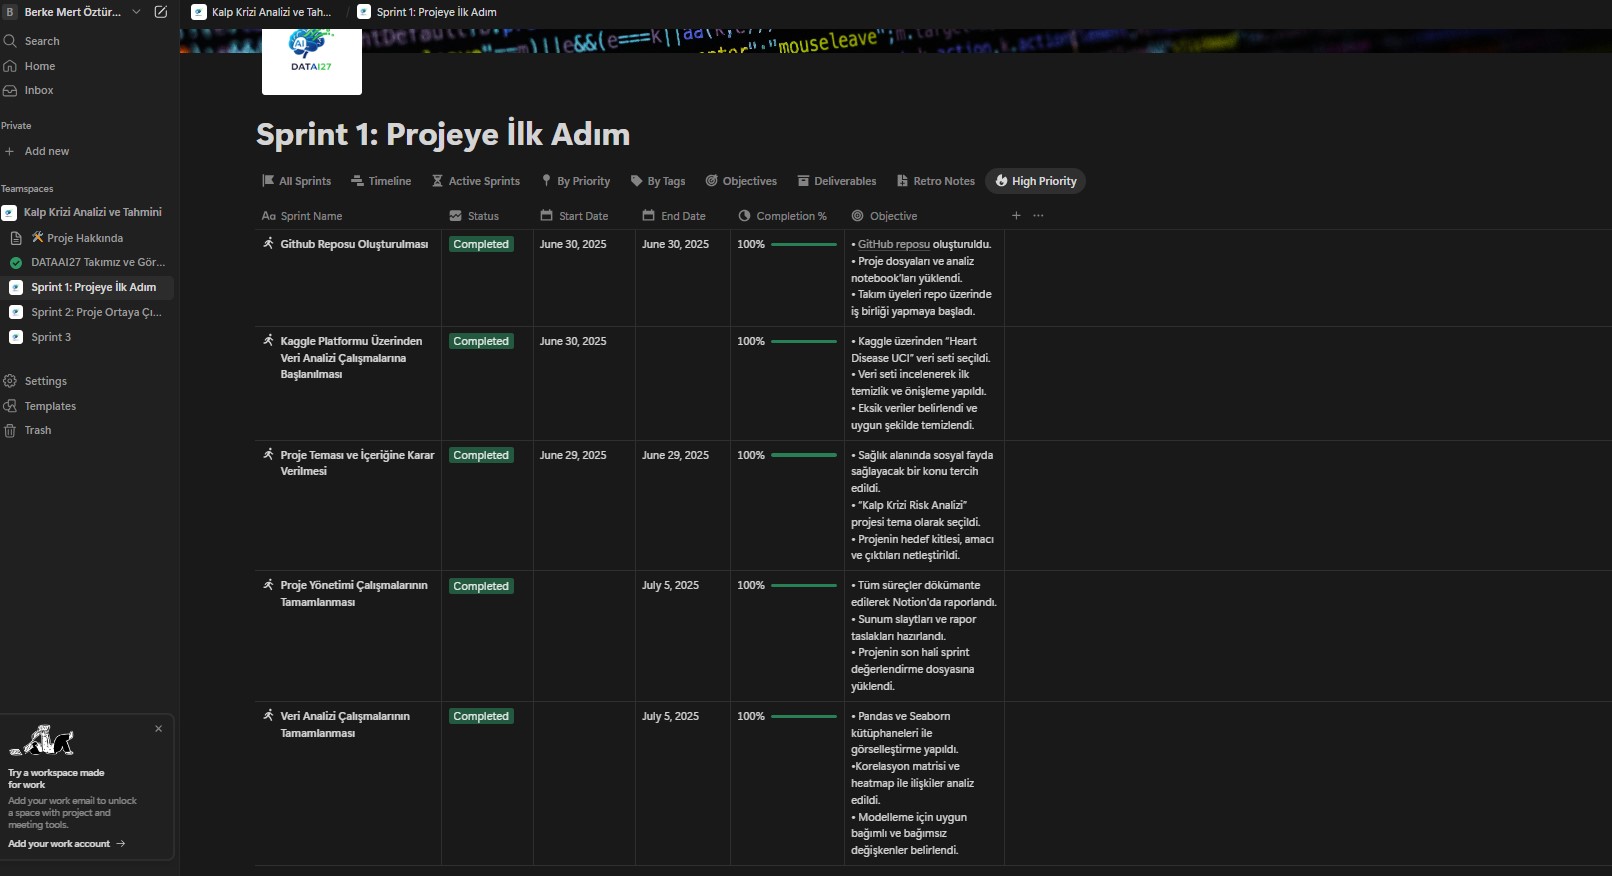 B Berke Mert Öztür...
Search
Home
Inbox
Private
Add new
Teamspaces
Kalp Krizi Analizi ve Tahmini
Proje Hakkında
DATAAI27 Takımız ve Gör...
Sprint 1: Projeye İlk Adım
Sprint 2: Proje Ortaya Çı...
Sprint 3
Settings
Templates
Trash
Try a workspace made
for work
Add your work email to unlock
a space with project and
meeting tools.
Add your work account →
Kalp Krizi Analizi ve Tah... / Sprint 1: Projeye İlk Adım
"mouseleave"
AI
DATAI27
Sprint 1: Projeye İlk Adım
All Sprints Timeline Active Sprints By Priority By Tags Objectives Deliverables Retro Notes High Priority
Aa Sprint Name Status Start Date End Date Completion % Objective + ...
Github Reposu Oluşturulması Completed June 30, 2025 June 30, 2025 100% • GitHub reposu oluşturuldu.
• Proje dosyaları ve analiz
notebook'ları yüklendi.
• Takım üyeleri repo üzerinde
iş birliği yapmaya başladı.
Kaggle Platformu Üzerinden Completed June 30, 2025 100% • Kaggle üzerinden “Heart
Veri Analizi Çalışmalarına Disease UCI” veri seti seçildi.
Başlanılması • Veri seti incelenerek ilk
temizlik ve önişleme yapıldı.
• Eksik veriler belirlendi ve
uygun şekilde temizlendi.
Proje Teması ve İçeriğine Karar Completed June 29, 2025 June 29, 2025 100% • Sağlık alanında sosyal fayda
Verilmesi sağlayacak bir konu tercih
edildi.
• “Kalp Krizi Risk Analizi”
projesi tema olarak seçildi.
• Projenin hedef kitlesi, amacı
ve çıktıları netleştirildi.
Proje Yönetimi Çalışmalarının Completed July 5, 2025 100% • Tüm süreçler dökümante
Tamamlanması edilerek Notion'da raporlandı.
• Sunum slaytları ve rapor
taslakları hazırlandı.
• Projenin son hali sprint
değerlendirme dosyasına
yüklendi.
Veri Analizi Çalışmalarının Completed July 5, 2025 100% • Pandas ve Seaborn
Tamamlanması kütüphaneleri ile
görselleştirme yapıldı.
•Korelasyon matrisi ve
heatmap ile ilişkiler analiz
edildi.
• Modelleme için uygun
bağımlı ve bağımsız
değişkenler belirlendi.